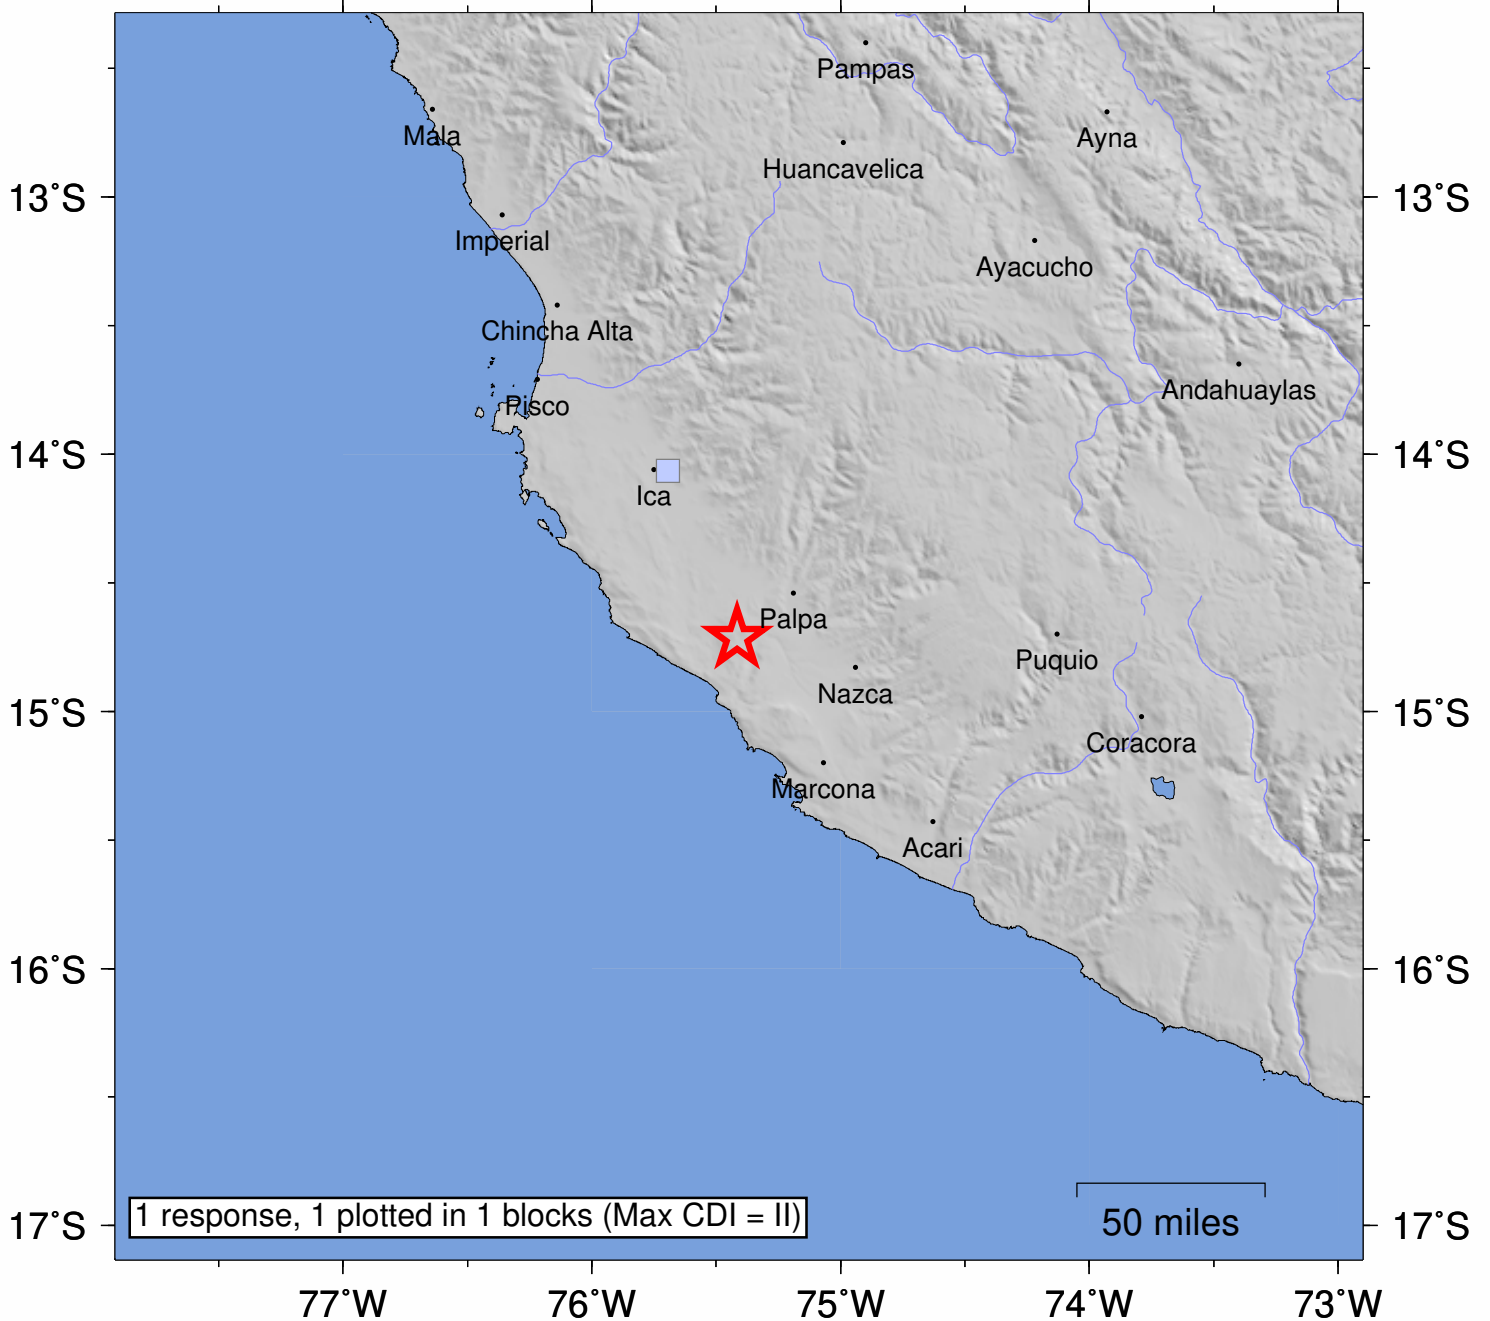 Pampas
Mala
Ayna
Huancavelica
13°S
13°S
Imperial
Ayacucho
Chincha Alta
Andahuaylas
Pisco
14°S
14°S
Ica
Palpa
Puquio
Nazca
15°S
15°S
Coracora
Marcona
Acari
16°S
16°S
1 response, 1 plotted in 1 blocks (Max CDI = II)
50 miles
17°S
17°S
77°W
76°W
75°W
74°W
73°W